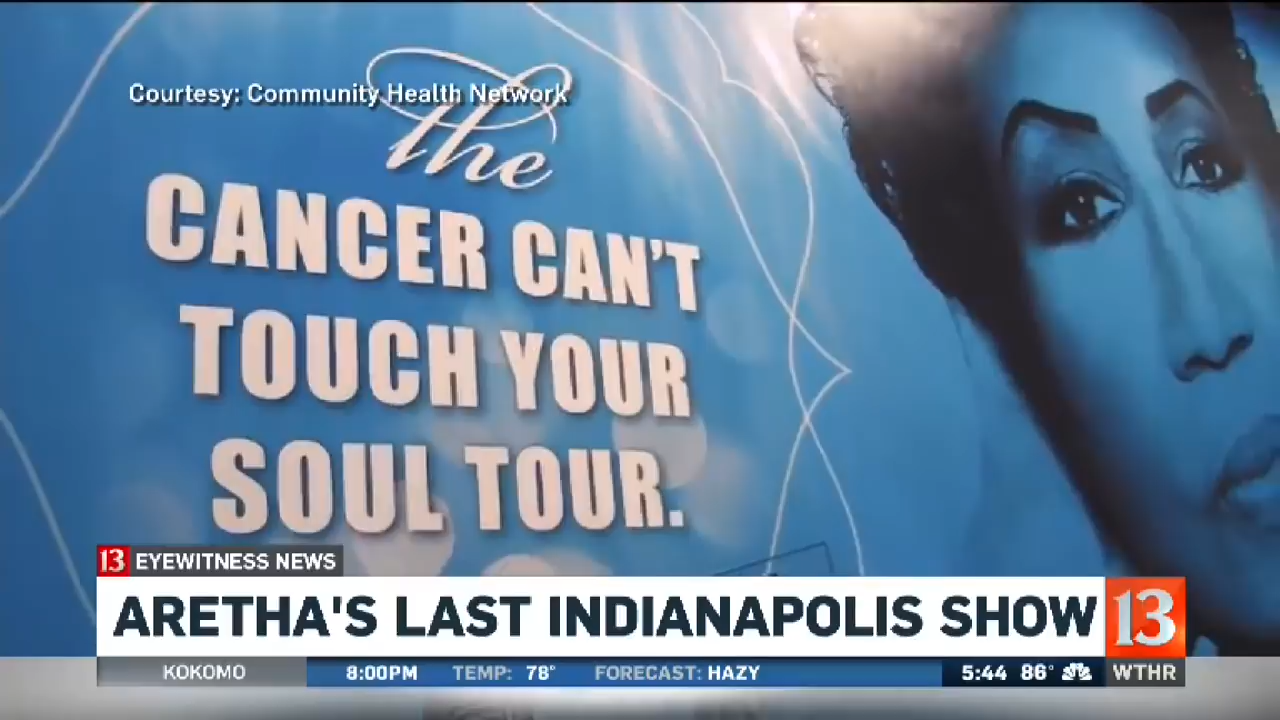 Courtesy: Community Health Network
the
CANCER CAN'T
TOUCH YOUR
SOUL TOUR.
13 EYEWITNESS NEWS
ARETHA'S LAST INDIANAPOLIS SHOW 13
KOKOMO 8:00PM TEMP: 78° FORECAST: HAZY 5:44 86° WTHR